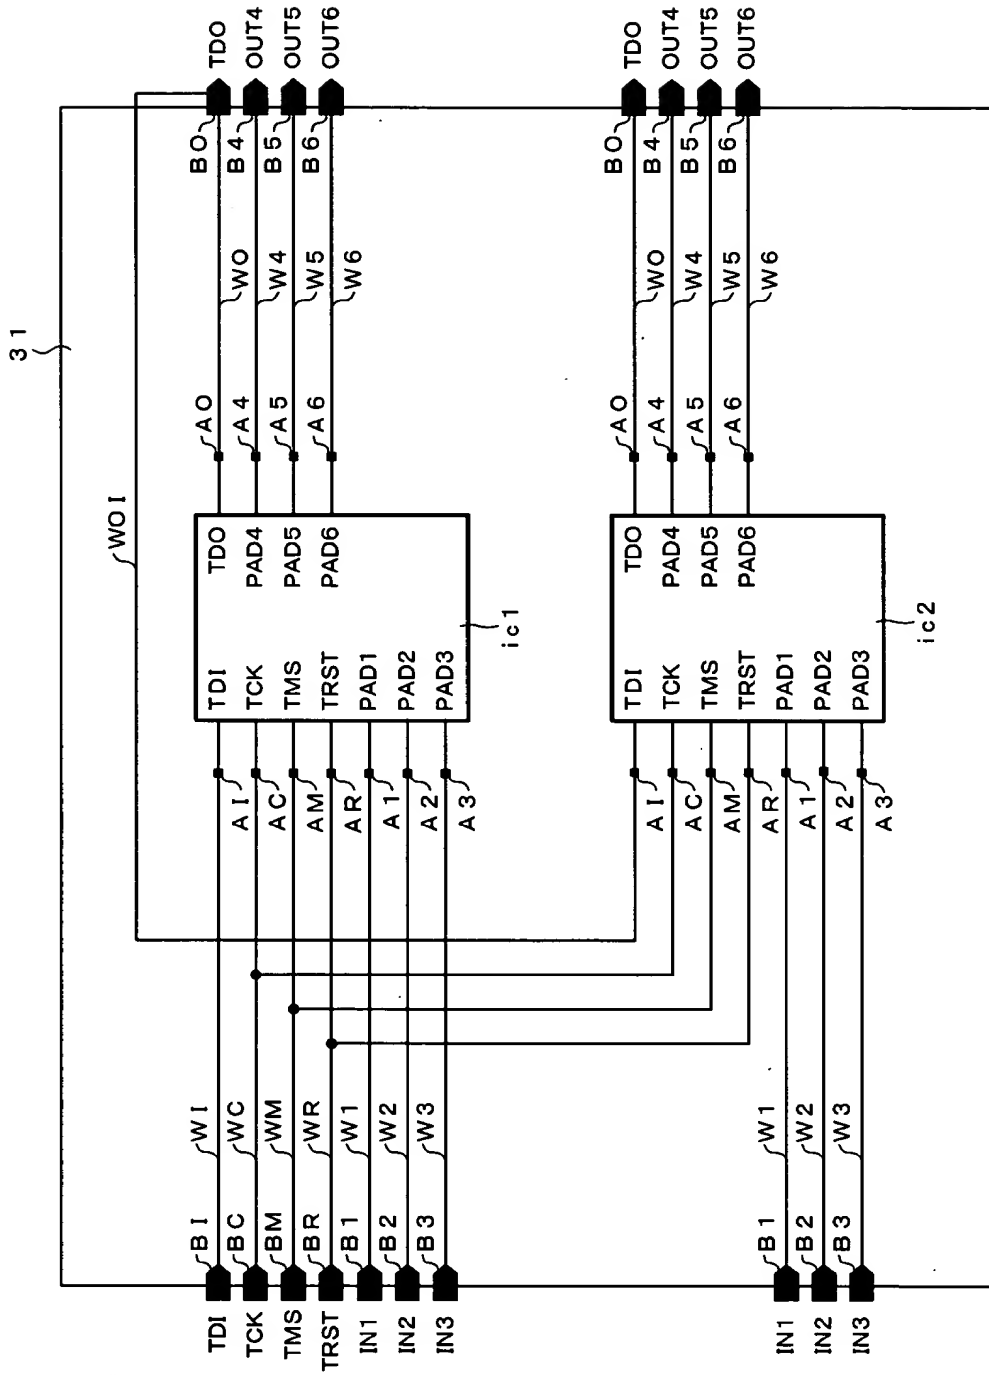 31
WOI
TDI BI WI AI TDI TDO AO WO BO TDO
TCK BC WC AC TCK PAD4 A4 W4 B4 OUT4
TMS BM WM AM TMS PAD5 A5 W5 B5 OUT5
TRST BR WR AR TRST PAD6 A6 W6 B6 OUT6
IN1 B1 W1 A1 PAD1
IN2 B2 W2 A2 PAD2
IN3 B3 W3 A3 PAD3
ic1
AI TDI TDO AO WO BO TDO
AC TCK PAD4 A4 W4 B4 OUT4
AM TMS PAD5 A5 W5 B5 OUT5
AR TRST PAD6 A6 W6 B6 OUT6
IN1 B1 W1 A1 PAD1
IN2 B2 W2 A2 PAD2
IN3 B3 W3 A3 PAD3
ic2